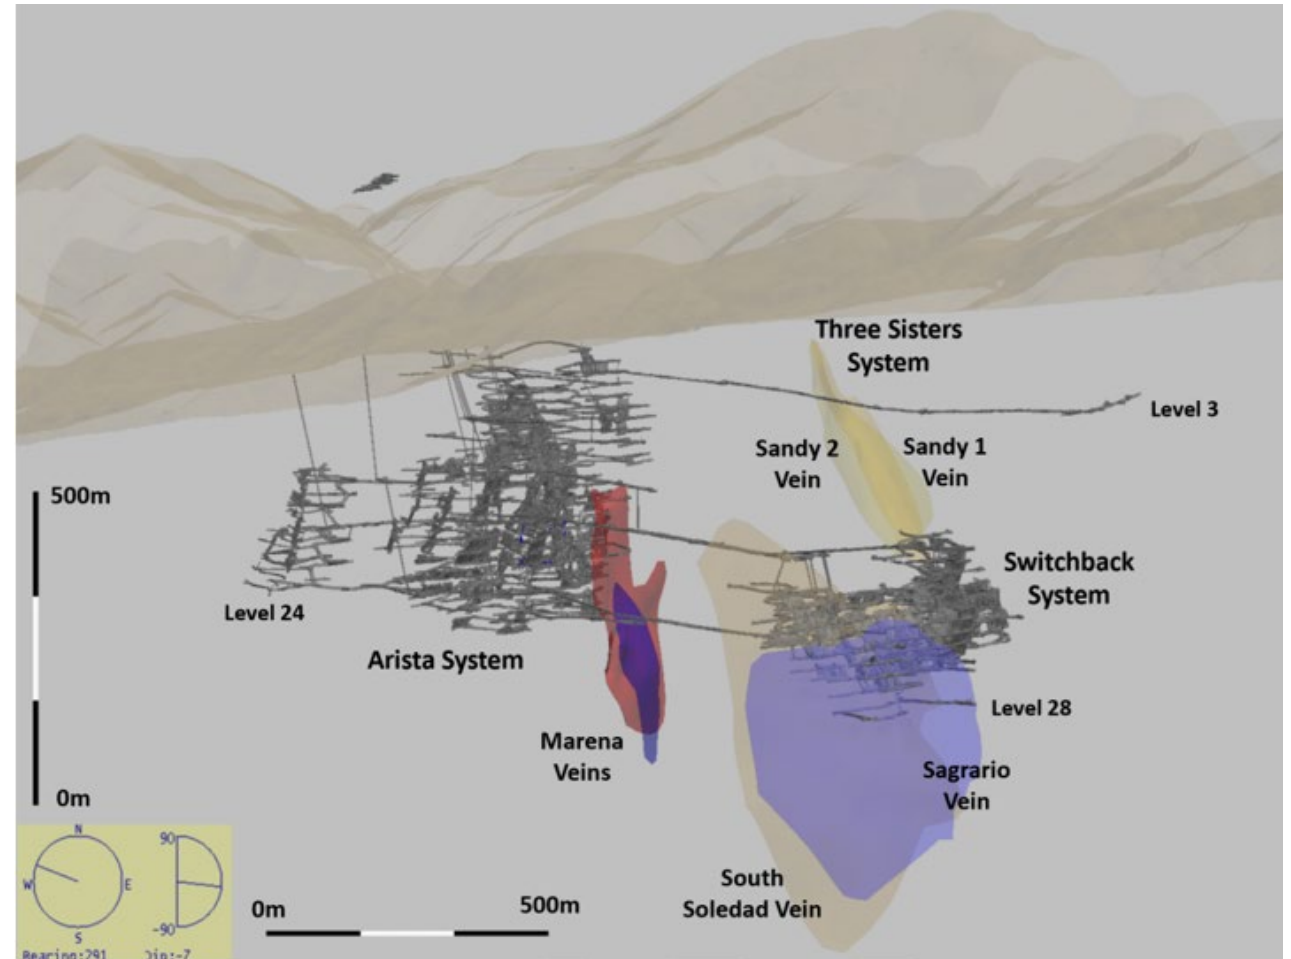 Three Sisters
System
Level 3
Sandy 2
Vein
Sandy 1
Vein
500m
Switchback
System
Level 24
Arista System
Level 28
Marena
Veins
Sagrario
Vein
0m
South
Soledad Vein
0m
500m
N
W
E
S
90
-90
Bearing:291
Dip:-7